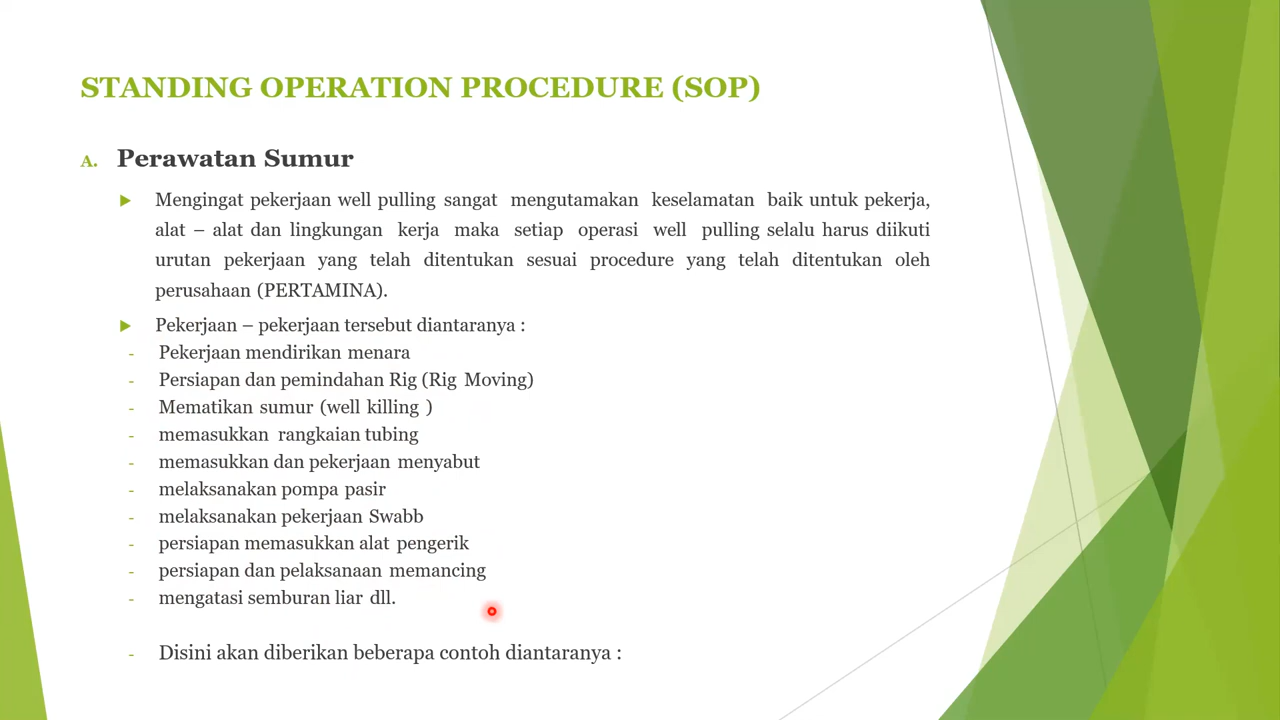 STANDING OPERATION PROCEDURE (SOP)
A. Perawatan Sumur
Mengingat pekerjaan well pulling sangat mengutamakan keselamatan baik untuk pekerja,
alat – alat dan lingkungan kerja maka setiap operasi well pulling selalu harus diikuti
urutan pekerjaan yang telah ditentukan sesuai procedure yang telah ditentukan oleh
perusahaan (PERTAMINA).
Pekerjaan – pekerjaan tersebut diantaranya :
- Pekerjaan mendirikan menara
- Persiapan dan pemindahan Rig (Rig Moving)
- Mematikan sumur (well killing )
- memasukkan rangkaian tubing
- memasukkan dan pekerjaan menyabut
- melaksanakan pompa pasir
- melaksanakan pekerjaan Swabb
- persiapan memasukkan alat pengerik
- persiapan dan pelaksanaan memancing
- mengatasi semburan liar dll.
- Disini akan diberikan beberapa contoh diantaranya :